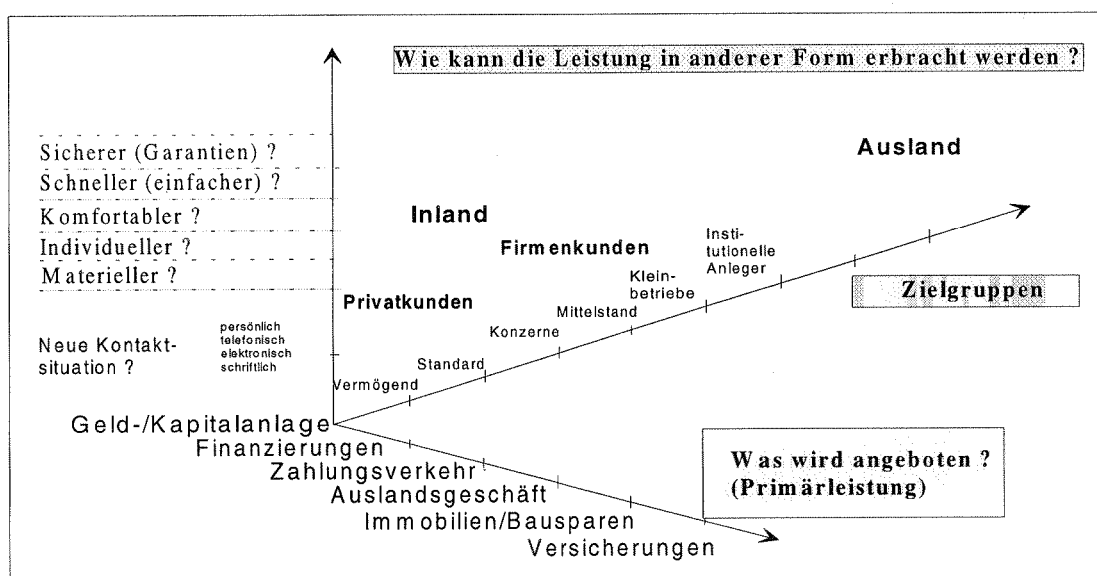 Wie kann die Leistung in anderer Form erbracht werden ?
Sicherer (Garantien) ?
Schneller (einfacher) ?
Komfortabler ?
Individueller ?
Materieller ?
Neue Kontakt-
situation ?
persönlich
telefonisch
elektronisch
schriftlich
Inland
Ausland
Privatkunden
Firmenkunden
Vermögend
Standard
Konzerne
Mittelstand
Klein-
betriebe
Insti-
tutionelle
Anleger
Zielgruppen
Geld-/Kapitalanlage
Finanzierungen
Zahlungsverkehr
Auslandsgeschäft
Immobilien/Bausparen
Versicherungen
Was wird angeboten ?
(Primärleistung)